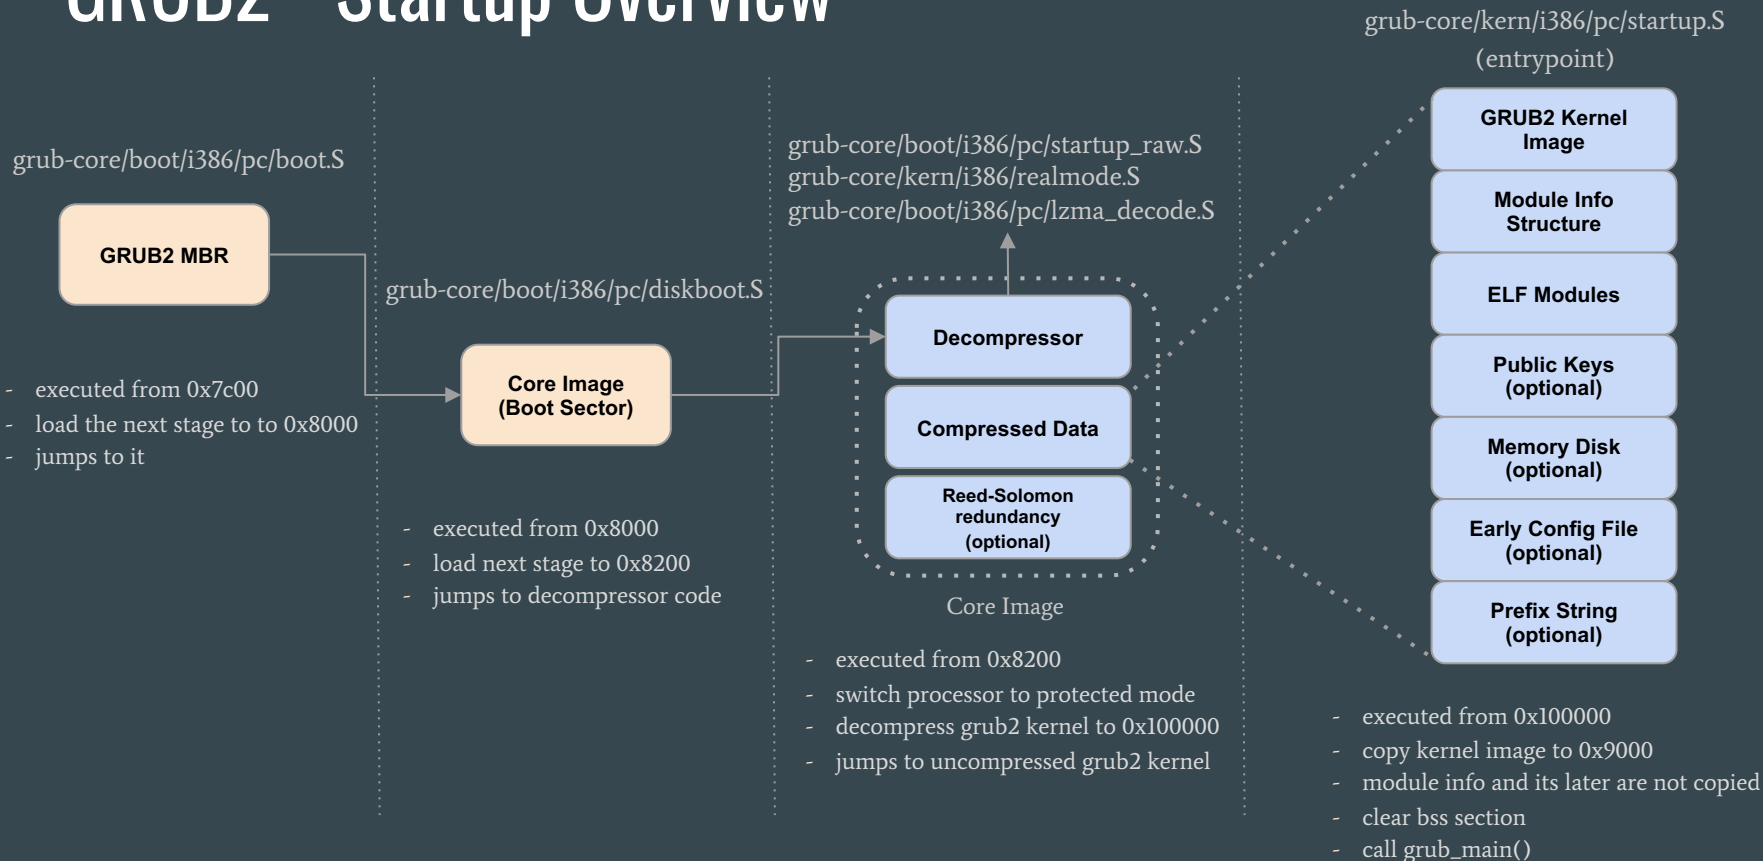 GRUB2 - Startup Overview
grub-core/boot/i386/pc/boot.S
GRUB2 MBR
- executed from 0x7c00
- load the next stage to to 0x8000
- jumps to it
grub-core/boot/i386/pc/diskboot.S
Core Image
(Boot Sector)
- executed from 0x8000
- load next stage to 0x8200
- jumps to decompressor code
grub-core/boot/i386/pc/startup_raw.S
grub-core/kern/i386/realmode.S
grub-core/boot/i386/pc/lzma_decode.S
Decompressor
Compressed Data
Reed-Solomon
redundancy
(optional)
Core Image
- executed from 0x8200
- switch processor to protected mode
- decompress grub2 kernel to 0x100000
- jumps to uncompressed grub2 kernel
grub-core/kern/i386/pc/startup.S
(entrypoint)
GRUB2 Kernel
Image
Module Info
Structure
ELF Modules
Public Keys
(optional)
Memory Disk
(optional)
Early Config File
(optional)
Prefix String
(optional)
- executed from 0x100000
- copy kernel image to 0x9000
- module info and its later are not copied
- clear bss section
- call grub_main()